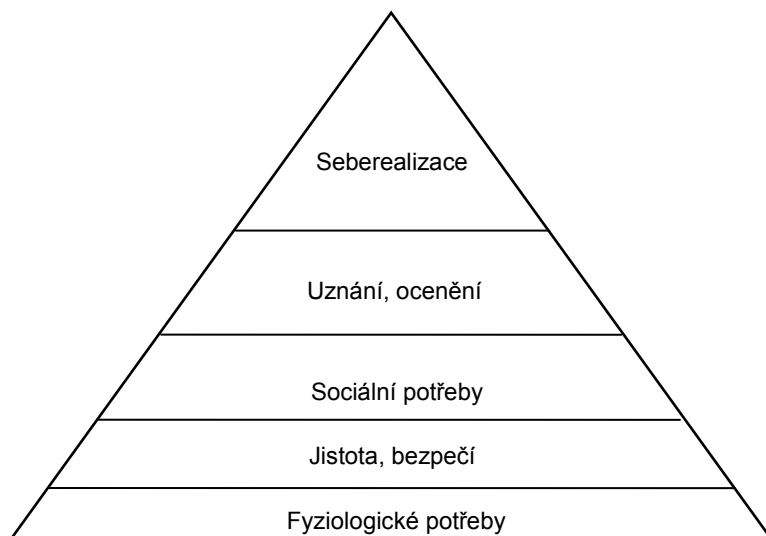 Seberealizace
Uznání, ocenění
Sociální potřeby
Jistota, bezpečí
Fyziologické potřeby